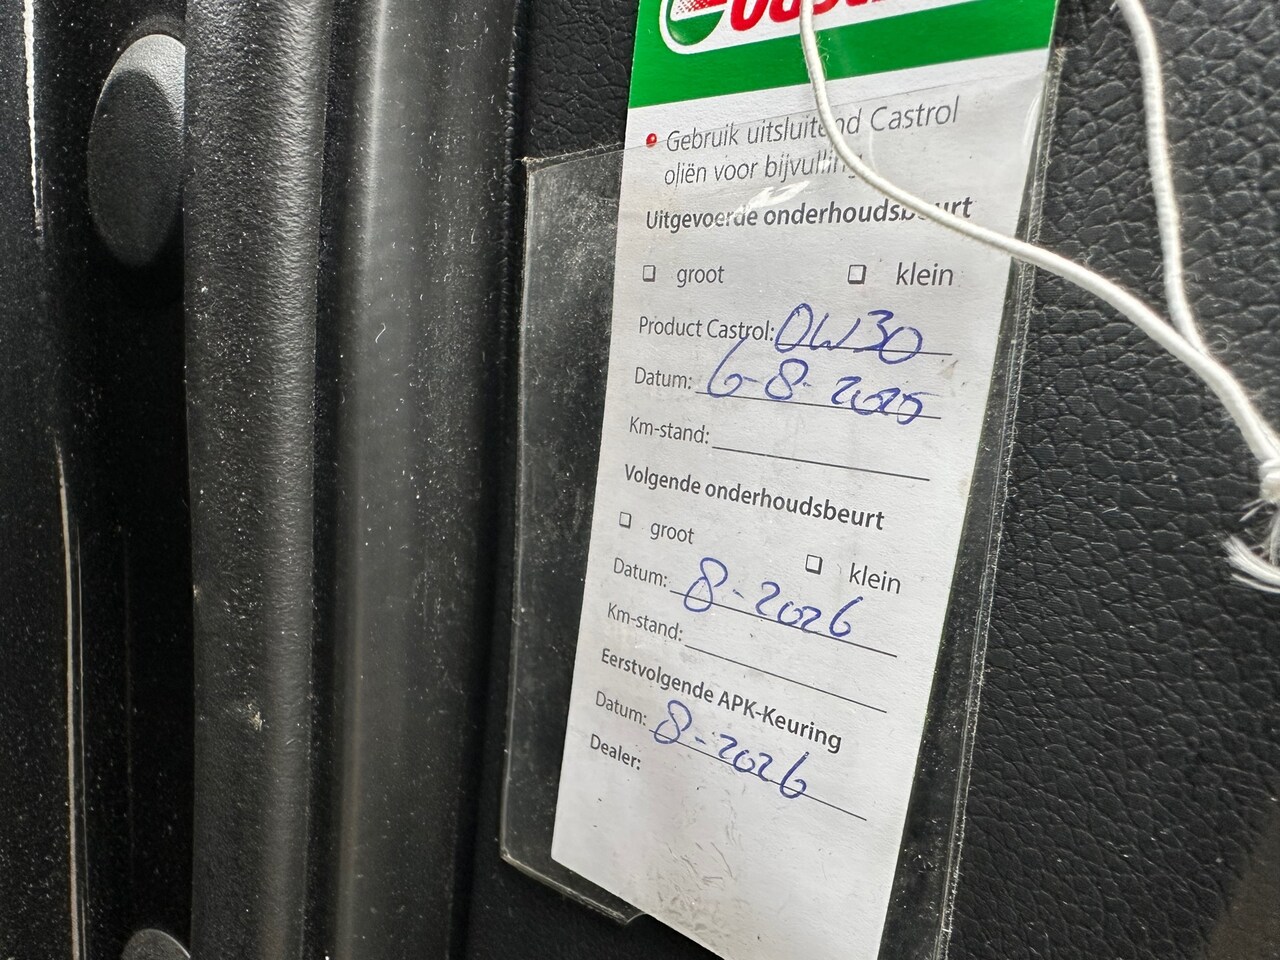 Gebruik uitsluitend Castrol
oliën voor bijvulling
Uitgevoerde onderhoudsbeurt
groot klein
Product Castrol: 0W30
Datum: 6-8-2025
Km-stand:
Volgende onderhoudsbeurt
groot klein
Datum: 8-2026
Km-stand:
Eerstvolgende APK-Keuring
Datum: 8-2026
Dealer: